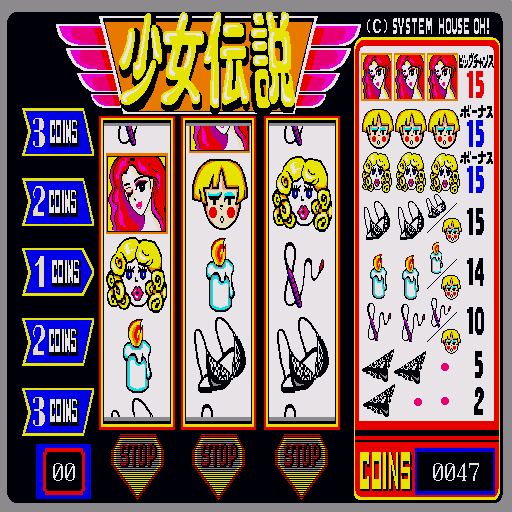 少女伝説
(C) SYSTEM HOUSE OH!
ビッグチャンス
15
ボーナス
15
ボーナス
15
15
14
10
5
2
3 COINS
2 COINS
1 COINS
2 COINS
3 COINS
00
STOP
STOP
STOP
COINS
0047